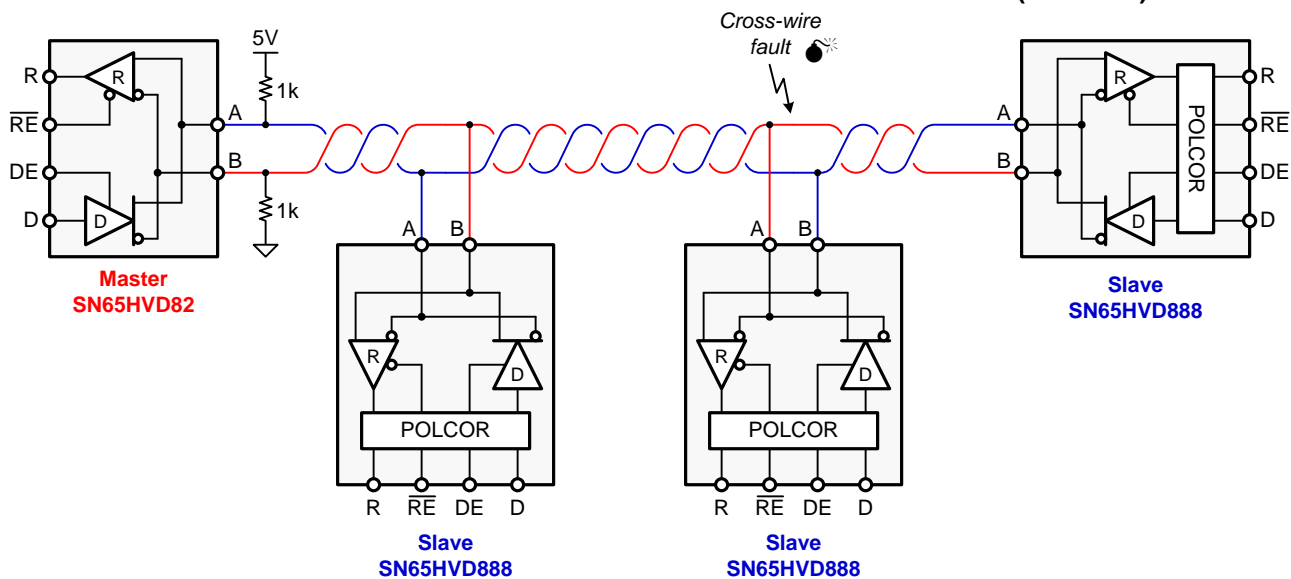 Cross-wire
fault
5V
1k
1k
R
RE
DE
D
R
D
A
B
Master
SN65HVD82
A
B
R
D
POLCOR
R
RE
DE
D
Slave
SN65HVD888
A B
R
D
POLCOR
R RE DE D
Slave
SN65HVD888
A B
R
D
POLCOR
R RE DE D
Slave
SN65HVD888